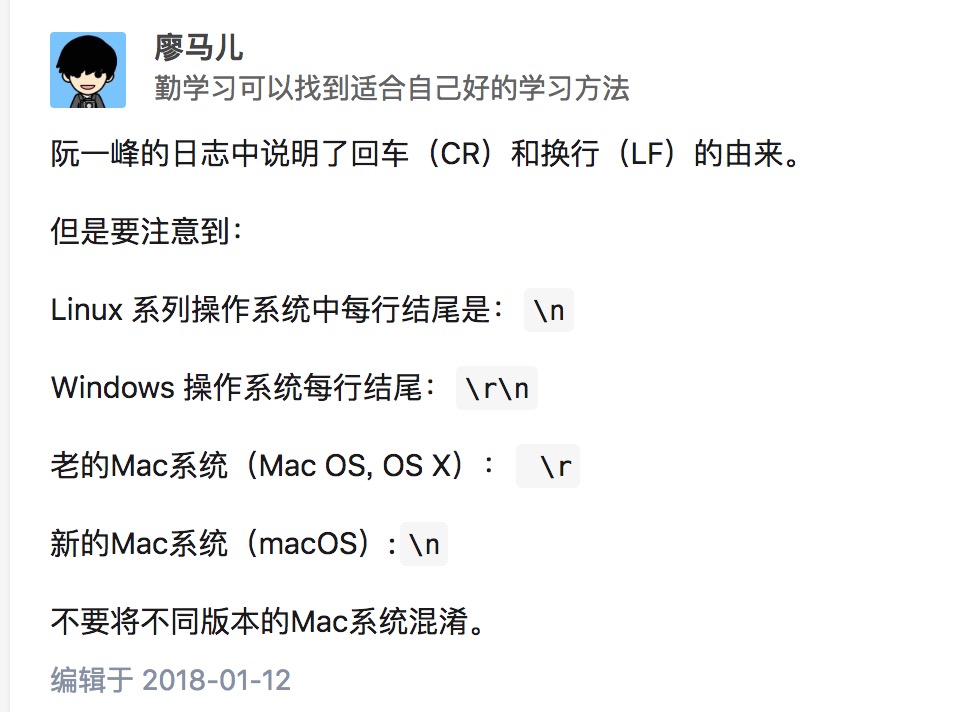 廖马儿
勤学习可以找到适合自己好的学习方法
阮一峰的日志中说明了回车（CR）和换行（LF）的由来。
但是要注意到：
Linux 系列操作系统中每行结尾是： \n
Windows 操作系统每行结尾： \r\n
老的Mac系统（Mac OS, OS X）： \r
新的Mac系统（macOS）: \n
不要将不同版本的Mac系统混淆。
编辑于 2018-01-12